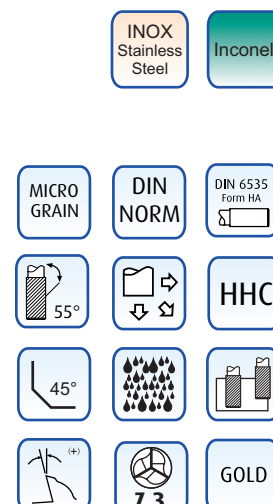 INOX
Stainless
Steel
Inconel
MICRO
GRAIN
DIN
NORM
DIN 6535
Form HA
55°
HHC
45°
(+)
GOLD